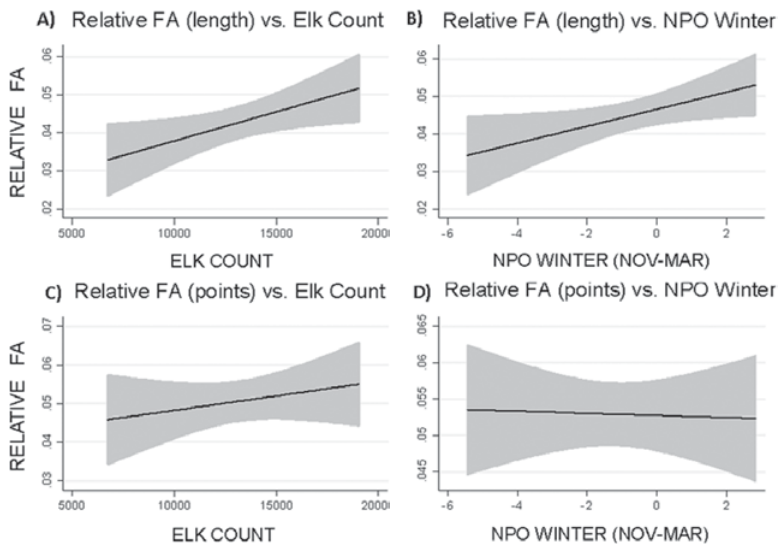 A) Relative FA (length) vs. Elk Count
RELATIVE FA
.06
.05
.04
.03
.02
5000 10000 15000 20000
ELK COUNT
B) Relative FA (length) vs. NPO Winter
.06
.05
.04
.03
.02
-6 -4 -2 0 2
NPO WINTER (NOV-MAR)
C) Relative FA (points) vs. Elk Count
RELATIVE FA
.07
.06
.05
.04
.03
5000 10000 15000 20000
ELK COUNT
D) Relative FA (points) vs. NPO Winter
.065
.06
.055
.05
.045
-6 -4 -2 0 2
NPO WINTER (NOV-MAR)